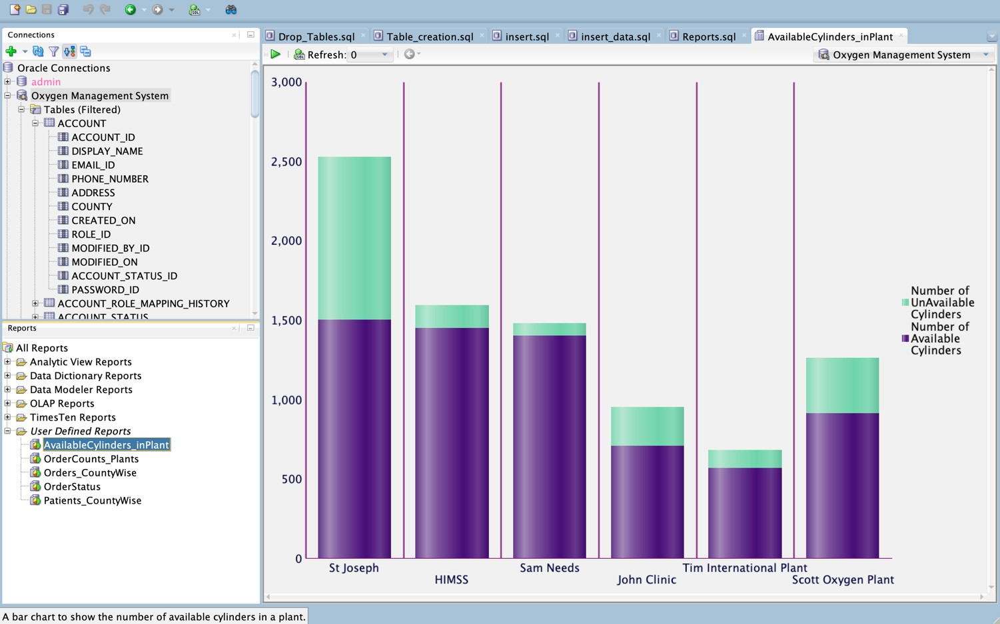 SQL
Connections
Oracle Connections
admin
Oxygen Management System
Tables (Filtered)
ACCOUNT
ACCOUNT_ID
DISPLAY_NAME
EMAIL_ID
PHONE_NUMBER
ADDRESS
COUNTY
CREATED_ON
ROLE_ID
MODIFIED_BY_ID
MODIFIED_ON
ACCOUNT_STATUS_ID
PASSWORD_ID
ACCOUNT_ROLE_MAPPING_HISTORY
ACCOUNT_STATUS
Reports
All Reports
Analytic View Reports
Data Dictionary Reports
Data Modeler Reports
OLAP Reports
TimesTen Reports
User Defined Reports
AvailableCylinders_inPlant
OrderCounts_Plants
Orders_CountyWise
OrderStatus
Patients_CountyWise
Drop_Tables.sql Table_creation.sql insert.sql insert_data.sql Reports.sql AvailableCylinders_inPlant
SQL Refresh: 0 Oxygen Management System
3,000
2,500
2,000
1,500
1,000
500
0
St Joseph
HIMSS
Sam Needs
John Clinic
Tim International Plant
Scott Oxygen Plant
Number of
UnAvailable
Cylinders
Number of
Available
Cylinders
A bar chart to show the number of available cylinders in a plant.